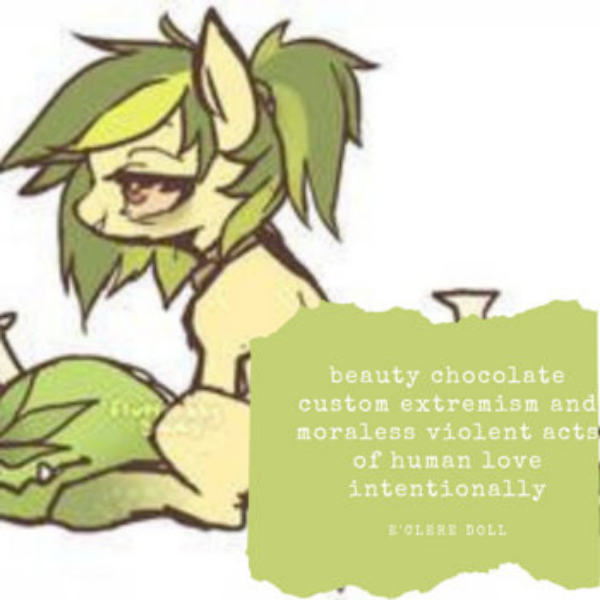 beauty chocolate
custom extremism and
moraless violent acts
of human love
intentionally
E'CLERE DOLL